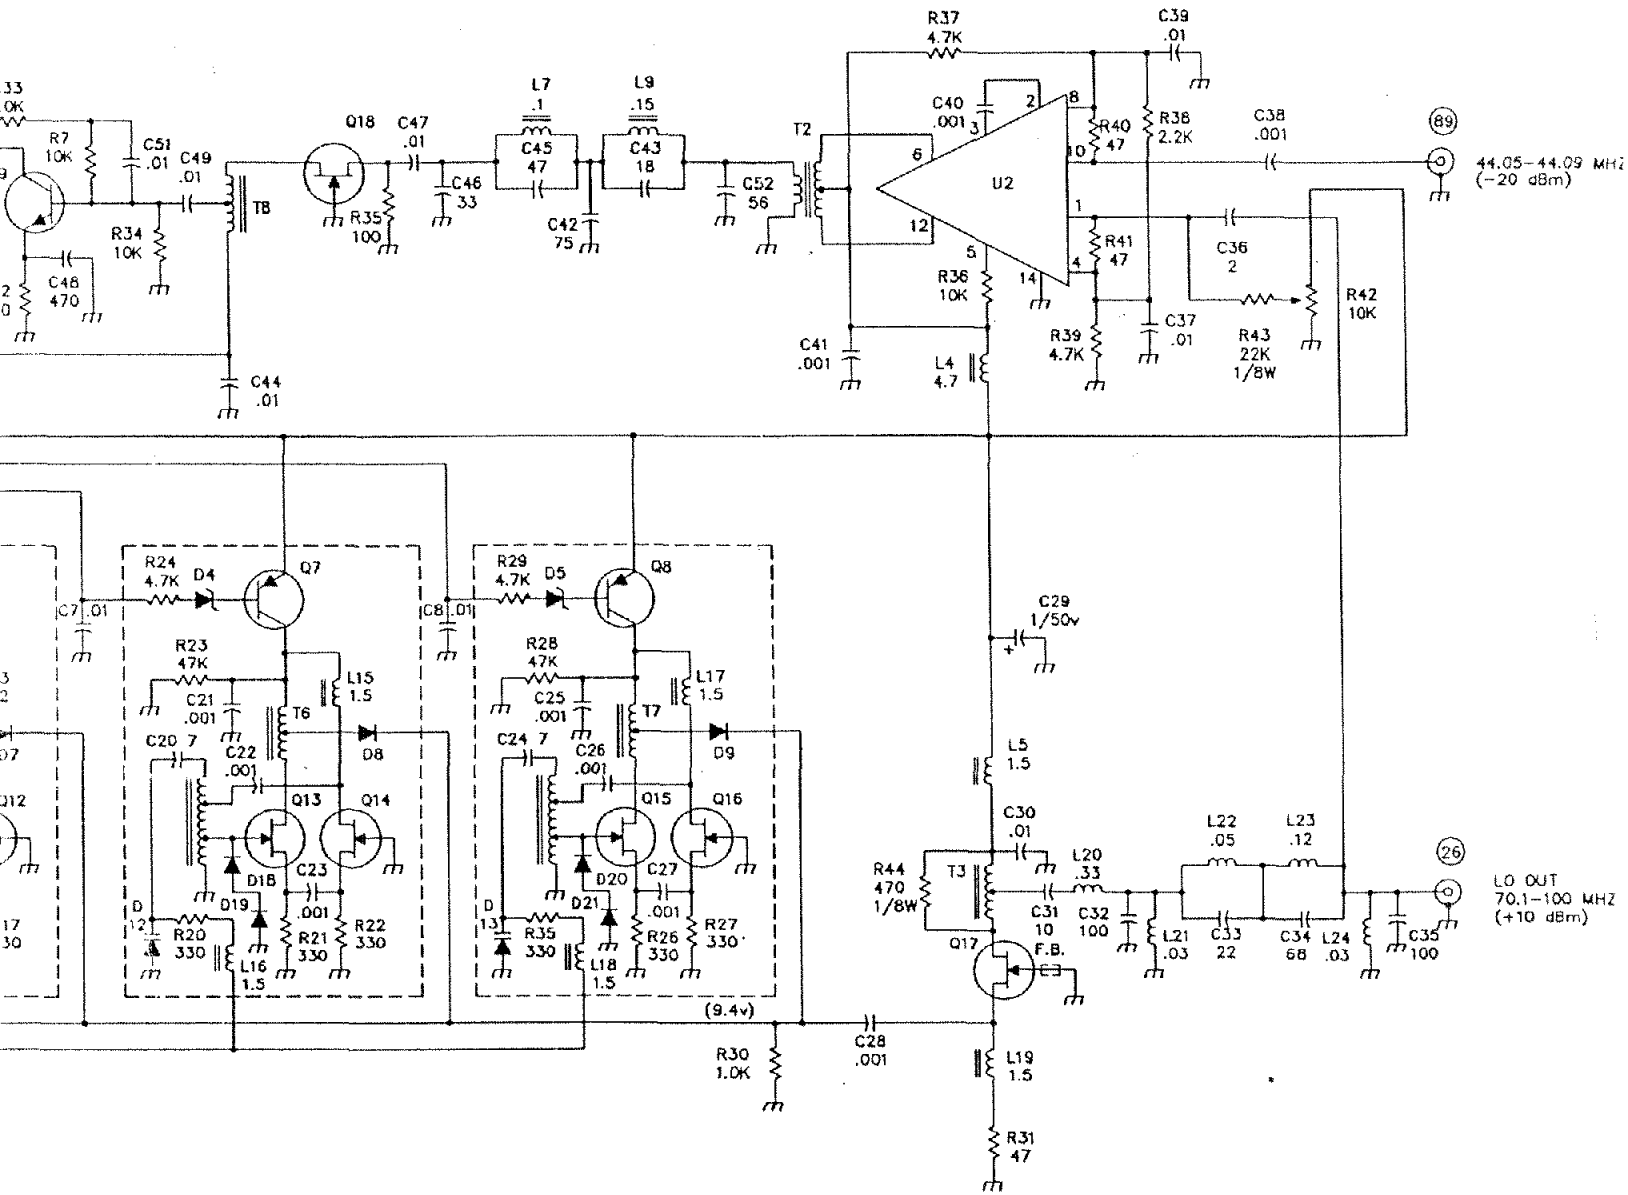 R37
4.7K
C39
.01
L7
.1
L9
.15
33
.0K
R7
10K
C51
.01
C49
.01
Q18
C47
.01
C45
47
C43
18
T2
C40
.001
2
8
3
6
R40
47
R38
2.2K
C38
.001
89
10
U2
44.05-44.09 MHZ
(-20 dBm)
9
T8
C46
33
R35
100
C42
75
C52
56
12
1
R34
10K
C48
470
2
0
5
R36
10K
14
4
R41
47
C36
2
R42
10K
C44
.01
C41
.001
L4
4.7
R39
4.7K
C37
.01
R43
22K
1/8W
R24
4.7K
D4
Q7
C7 .01
R29
4.7K
D5
Q8
C8 .01
C29
1/50v
+
R23
47K
C21
.001
T6
L15
1.5
R28
47K
C25
.001
T7
L17
1.5
3
2
D7
C20 7
C22
.001
D8
C24 7
C26
.001
D9
L5
1.5
Q12
Q13
Q14
Q15
Q16
C30
.01
L22
.05
L23
.12
26
R44
470
1/8W
T3
L20
.33
D18
C23
.001
D19
D20
C27
.001
D21
LO OUT
70.1-100 MHZ
(+10 dBm)
17
30
D
12
R20
330
L16
1.5
R21
330
R22
330
D
13
R35
330
L18
1.5
R26
330
R27
330
Q17
F.B.
C31
10
C32
100
L21
.03
C33
22
C34
68
L24
.03
C35
100
(9.4v)
R30
1.0K
C28
.001
L19
1.5
R31
47